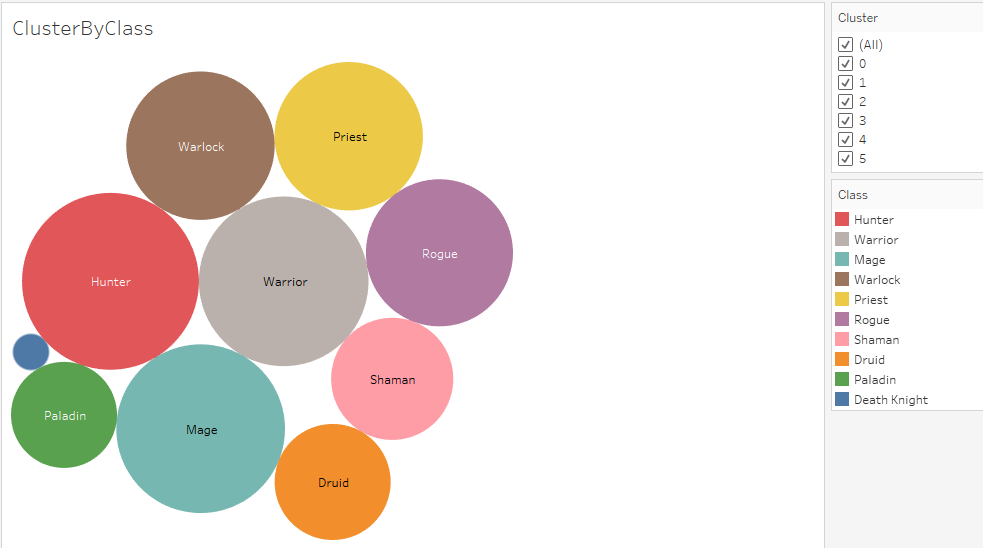 ClusterByClass
Warlock
Priest
Rogue
Hunter
Warrior
Shaman
Paladin
Mage
Druid
Cluster
(All)
0
1
2
3
4
5
Class
Hunter
Warrior
Mage
Warlock
Priest
Rogue
Shaman
Druid
Paladin
Death Knight